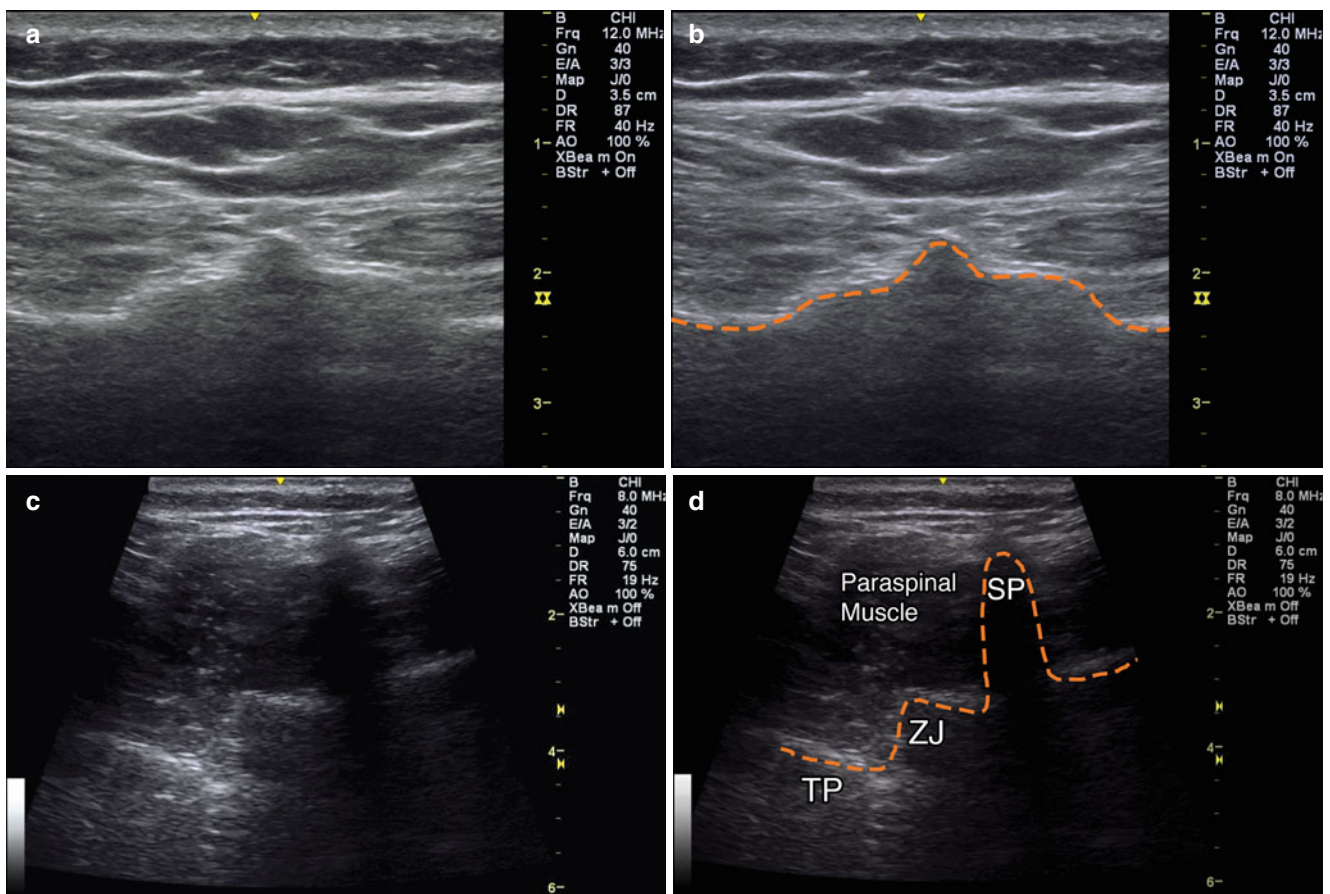 a
B CHI
Frq 12.0 MHz
Gn 40
E/A 3/3
Map J/0
D 3.5 cm
DR 87
FR 40 Hz
AO 100 %
XBea m On
BStr + Off
1
2
3
b
B CHI
Frq 12.0 MHz
Gn 40
E/A 3/3
Map J/0
D 3.5 cm
DR 87
FR 40 Hz
AO 100 %
XBea m On
BStr + Off
1
2
3
c
B CHI
Frq 8.0 MHz
Gn 40
E/A 3/2
Map J/0
D 6.0 cm
DR 75
FR 19 Hz
AO 100 %
XBea m Off
BStr + Off
2
4
6
d
B CHI
Frq 8.0 MHz
Gn 40
E/A 3/2
Map J/0
D 6.0 cm
DR 75
FR 19 Hz
AO 100 %
XBea m Off
BStr + Off
Paraspinal
Muscle
SP
ZJ
TP
2
4
6